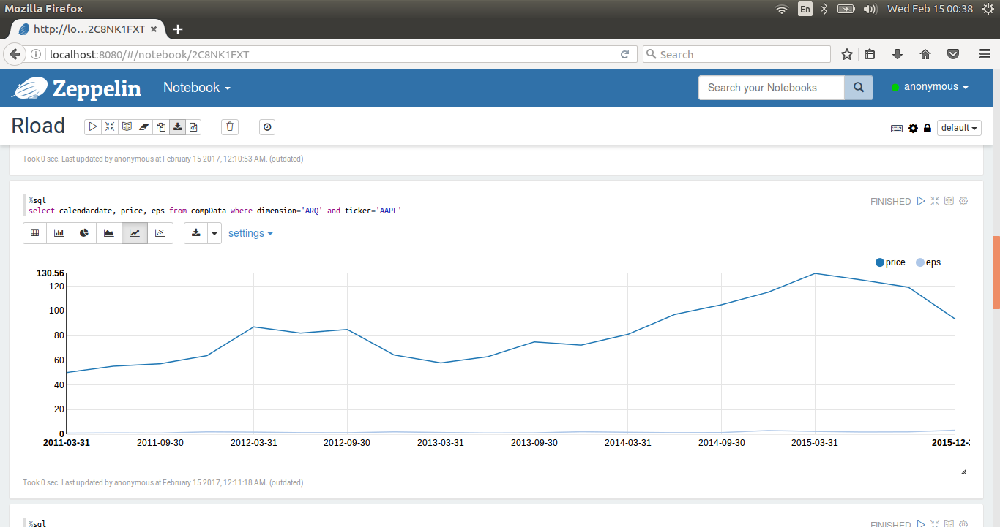 Mozilla Firefox
En
Wed Feb 15 00:38
http://lo...2C8NK1FXT
localhost:8080/#/notebook/2C8NK1FXT
Search
Zeppelin
Notebook
Search your Notebooks
anonymous
Rload
default
Took 0 sec. Last updated by anonymous at February 15 2017, 12:10:53 AM. (outdated)
%sql
FINISHED
select calendardate, price, eps from compData where dimension='ARQ' and ticker='AAPL'
settings
price eps
130.56
120
100
80
60
40
20
0
2011-03-31 2011-09-30 2012-03-31 2012-09-30 2013-03-31 2013-09-30 2014-03-31 2014-09-30 2015-03-31 2015-12-
Took 0 sec. Last updated by anonymous at February 15 2017, 12:11:18 AM. (outdated)
%sql
FINISHED